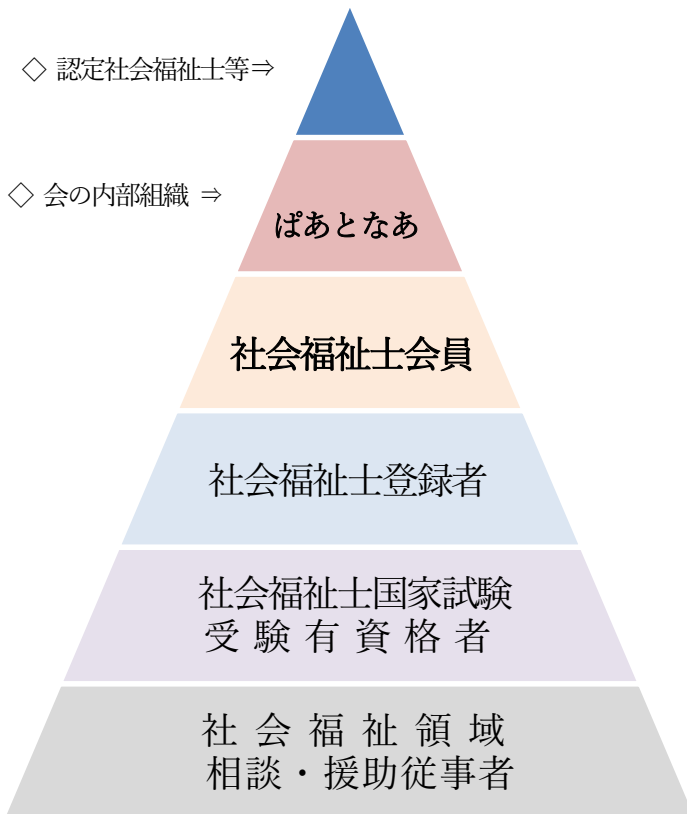 ◇ 認定社会福祉士等⇒
◇ 会の内部組織 ⇒
ぱあとなあ
社会福祉士会員
社会福祉士登録者
社会福祉士国家試験
受験有資格者
社会福祉領域
相談・援助従事者